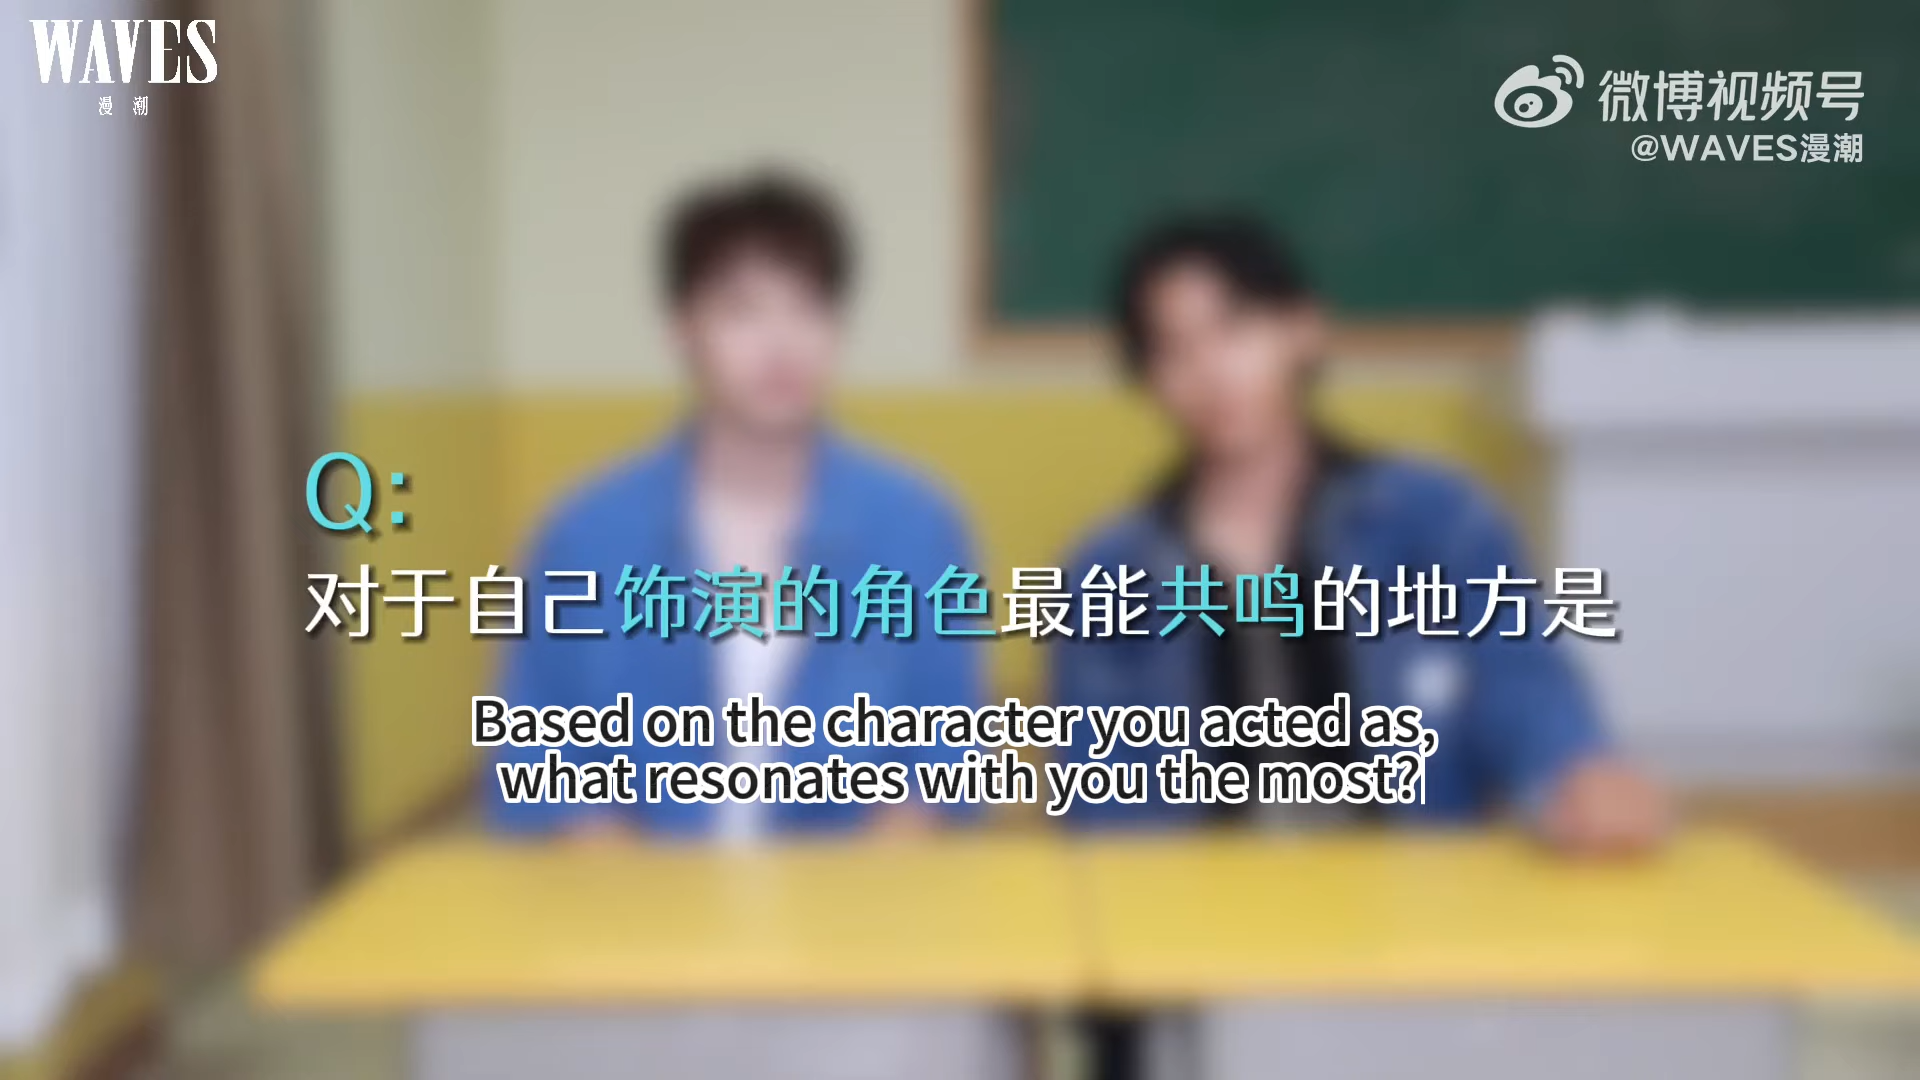 WAVES
漫潮
微博视频号
@WAVES漫潮
Q:
对于自己饰演的角色最能共鸣的地方是
Based on the character you acted as,
what resonates with you the most?